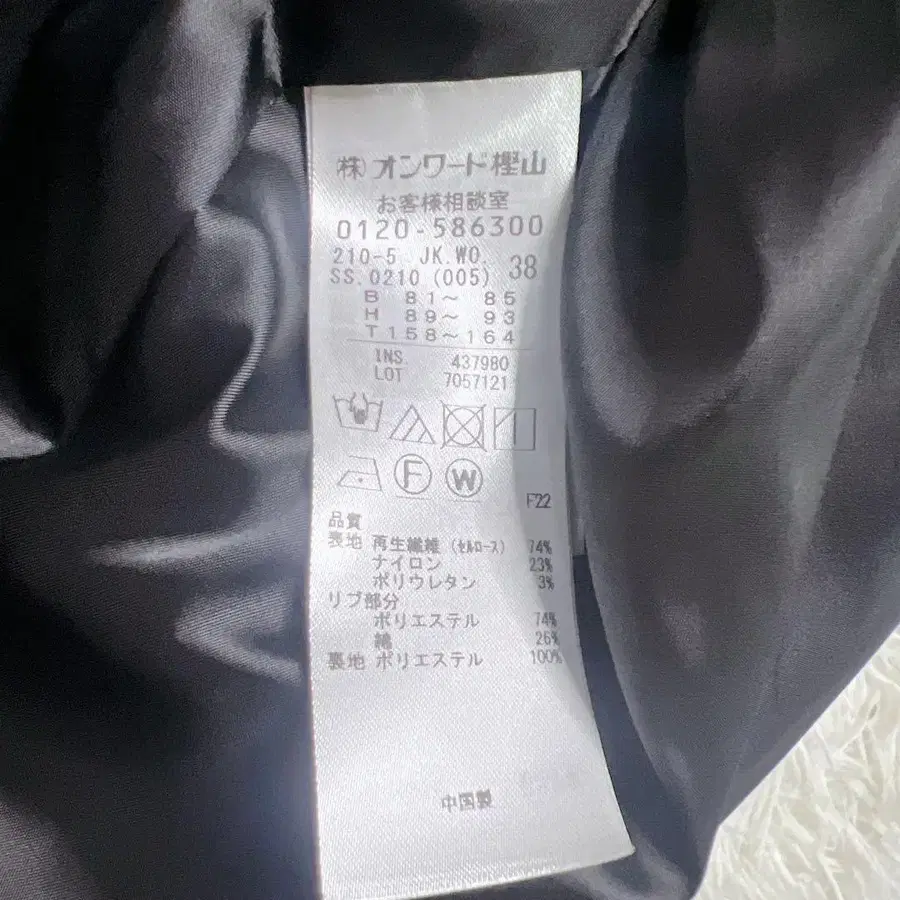 ㈱オンワード樫山
お客様相談室
0120-586300
210-5 JK.WO.
SS.0210 (005) 38
B 81～ 85
H 89～ 93
T158～164
INS. 437980
LOT 7057121
F W
F22
品質
表地 再生繊維 (ｾﾙﾛｰｽ) 74%
ナイロン 23%
ポリウレタン 3%
リブ部分
ポリエステル 74%
綿 26%
裏地 ポリエステル 100%
中国製